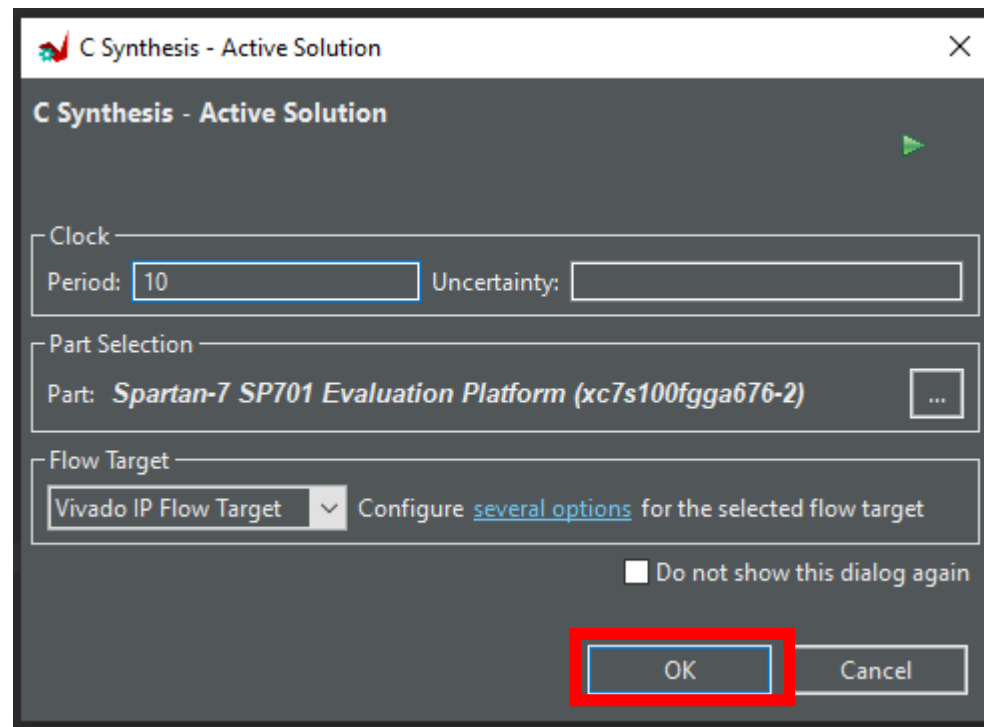 C Synthesis - Active Solution
C Synthesis - Active Solution
Clock
Period: 10 Uncertainty:
Part Selection
Part: Spartan-7 SP701 Evaluation Platform (xc7s100fgga676-2) ...
Flow Target
Vivado IP Flow Target Configure several options for the selected flow target
Do not show this dialog again
OK Cancel